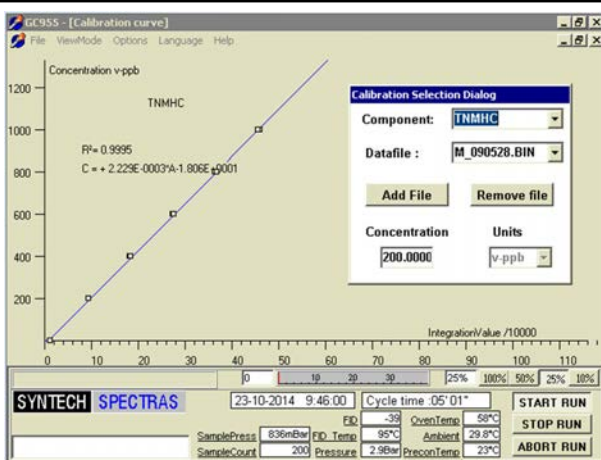 GC955 - [Calibration curve]
File ViewMode Options Language Help
Concentration v-ppb
TNMHC
R²= 0.9995
C = + 2.229E-0003*A-1.806E+0001
1200
1000
800
600
400
200
0 10 20 30 40 50 60 70 80 90 100 110
IntegrationValue /10000
Calibration Selection Dialog
Component: TNMHC
Datafile : M_090528.BIN
Add File Remove file
Concentration Units
200.0000 v-ppb
0 10 20 30 25% 100% 50% 25% 10%
SYNTECH SPECTRAS 23-10-2014 9:46:00 Cycle time :05'01" START RUN
FID -39 OvenTemp 58°C STOP RUN
SamplePress 836mBar FID_Temp 95°C Ambient 29.8°C
SampleCount 200 Pressure 2.9Bar PreconTemp 23°C ABORT RUN